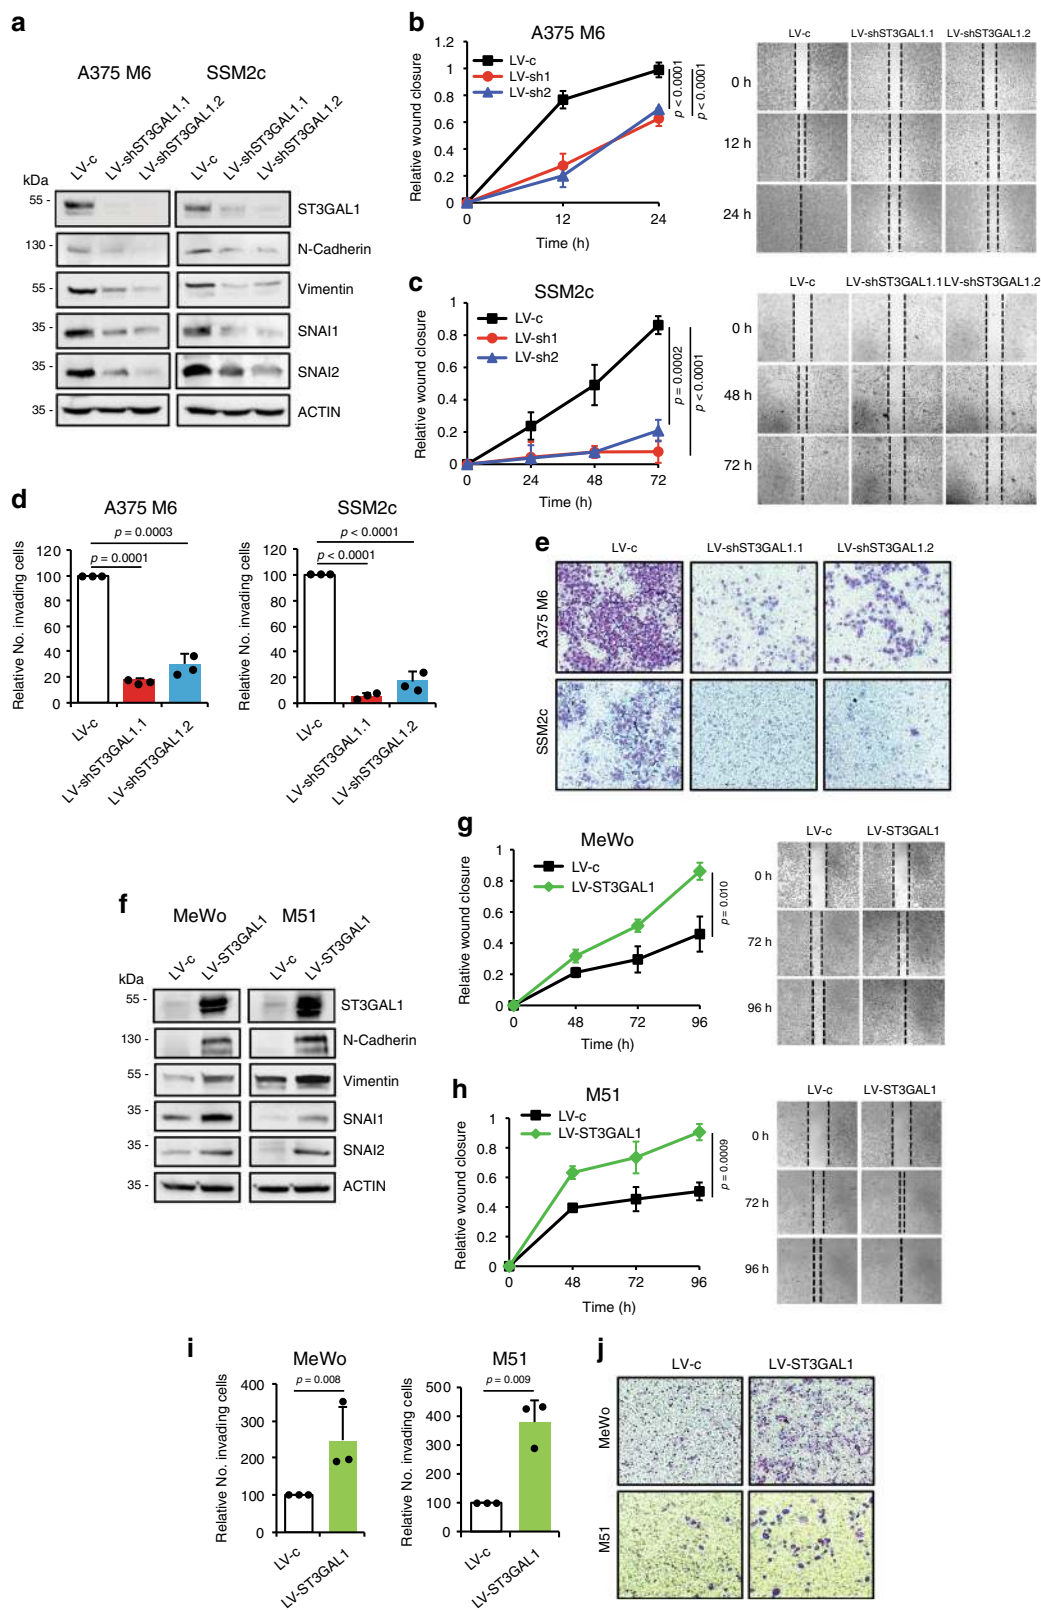 a
A375 M6 SSM2c
LV-c LV-shST3GAL1.1 LV-shST3GAL1.2 LV-c LV-shST3GAL1.1 LV-shST3GAL1.2
kDa
55 - ST3GAL1
130 - N-Cadherin
55 - Vimentin
35 - SNAI1
35 - SNAI2
35 - ACTIN
b
A375 M6
LV-c
LV-sh1
LV-sh2
Relative wound closure
1.2
1
0.8
0.6
0.4
0.2
0
0 12 24
Time (h)
p < 0.0001
p < 0.0001
LV-c LV-shST3GAL1.1 LV-shST3GAL1.2
0 h
12 h
24 h
c
SSM2c
LV-c
LV-sh1
LV-sh2
Relative wound closure
1
0.8
0.6
0.4
0.2
0
0 24 48 72
Time (h)
p = 0.0002
p < 0.0001
LV-c LV-shST3GAL1.1 LV-shST3GAL1.2
0 h
48 h
72 h
d
A375 M6
p = 0.0003
p = 0.0001
Relative No. invading cells
120
100
80
60
40
20
0
LV-c LV-shST3GAL1.1 LV-shST3GAL1.2
SSM2c
p < 0.0001
p < 0.0001
Relative No. invading cells
120
100
80
60
40
20
0
LV-c LV-shST3GAL1.1 LV-shST3GAL1.2
e
LV-c LV-shST3GAL1.1 LV-shST3GAL1.2
A375 M6
SSM2c
f
MeWo M51
LV-c LV-ST3GAL1 LV-c LV-ST3GAL1
kDa
55 - ST3GAL1
130 - N-Cadherin
55 - Vimentin
35 - SNAI1
35 - SNAI2
35 - ACTIN
g
MeWo
LV-c
LV-ST3GAL1
Relative wound closure
1
0.8
0.6
0.4
0.2
0
0 48 72 96
Time (h)
p = 0.010
LV-c LV-ST3GAL1
0 h
72 h
96 h
h
M51
LV-c
LV-ST3GAL1
Relative wound closure
1
0.8
0.6
0.4
0.2
0
0 48 72 96
Time (h)
p = 0.0009
LV-c LV-ST3GAL1
0 h
72 h
96 h
i
MeWo
p = 0.008
Relative No. invading cells
400
300
200
100
0
LV-c LV-ST3GAL1
M51
p = 0.009
Relative No. invading cells
500
400
300
200
100
0
LV-c LV-ST3GAL1
j
LV-c LV-ST3GAL1
MeWo
M51